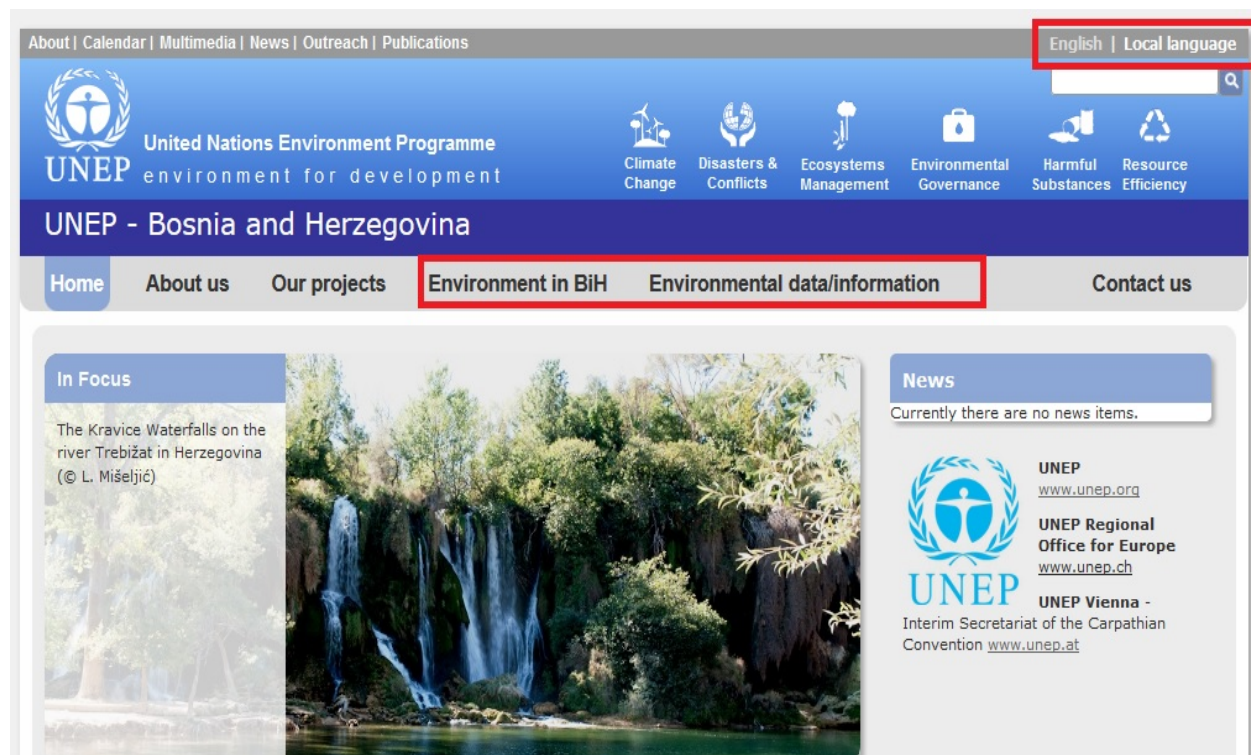 About | Calendar | Multimedia | News | Outreach | Publications
English | Local language
UNEP
United Nations Environment Programme
environment for development
Climate
Change
Disasters &
Conflicts
Ecosystems
Management
Environmental
Governance
Harmful
Substances
Resource
Efficiency
UNEP - Bosnia and Herzegovina
Home About us Our projects Environment in BiH Environmental data/information Contact us
In Focus
The Kravice Waterfalls on the
river Trebižat in Herzegovina
(© L. Mišeljić)
News
Currently there are no news items.
UNEP
UNEP
www.unep.org
UNEP Regional
Office for Europe
www.unep.ch
UNEP Vienna -
Interim Secretariat of the Carpathian
Convention www.unep.at